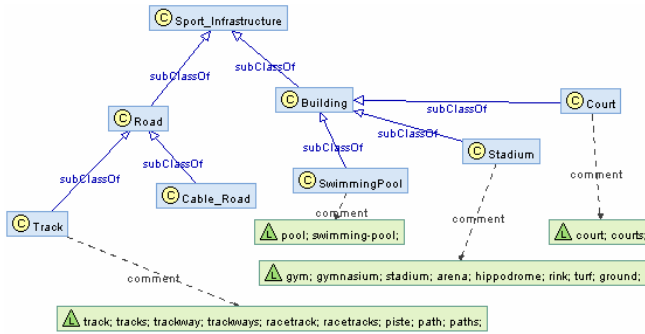 C Sport_Infrastructure
subClassOf
subClassOf
C Building
C Court
subClassOf
C Road
subClassOf
C Stadium
subClassOf
subClassOf
subClassOf
C SwimmingPool
C Cable_Road
comment
comment
comment
C Track
L pool; swimming-pool;
L court; courts;
comment
L gym; gymnasium; stadium; arena; hippodrome; rink; turf; ground;
L track; tracks; trackway; trackways; racetrack; racetracks; piste; path; paths;